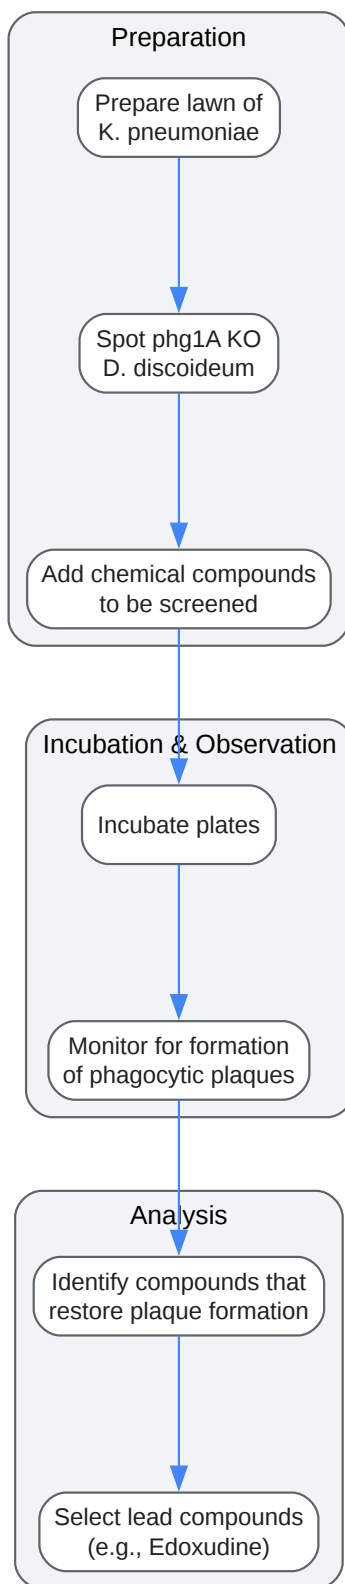 Preparation
Prepare lawn of
K. pneumoniae
Spot phg1A KO
D. discoideum
Add chemical compounds
to be screened
Incubation & Observation
Incubate plates
Monitor for formation
of phagocytic plaques
Analysis
Identify compounds that
restore plaque formation
Select lead compounds
(e.g., Edoxudine)